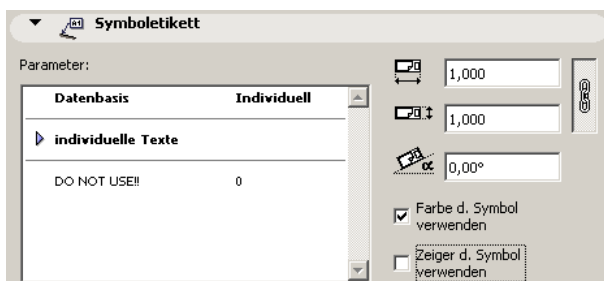 Symboletikett
Parameter:
Datenbasis Individuell
individuelle Texte
DO NOT USE!! 0
1,000
1,000
α 0,00°
Farbe d. Symbol
verwenden
Zeiger d. Symbol
verwenden